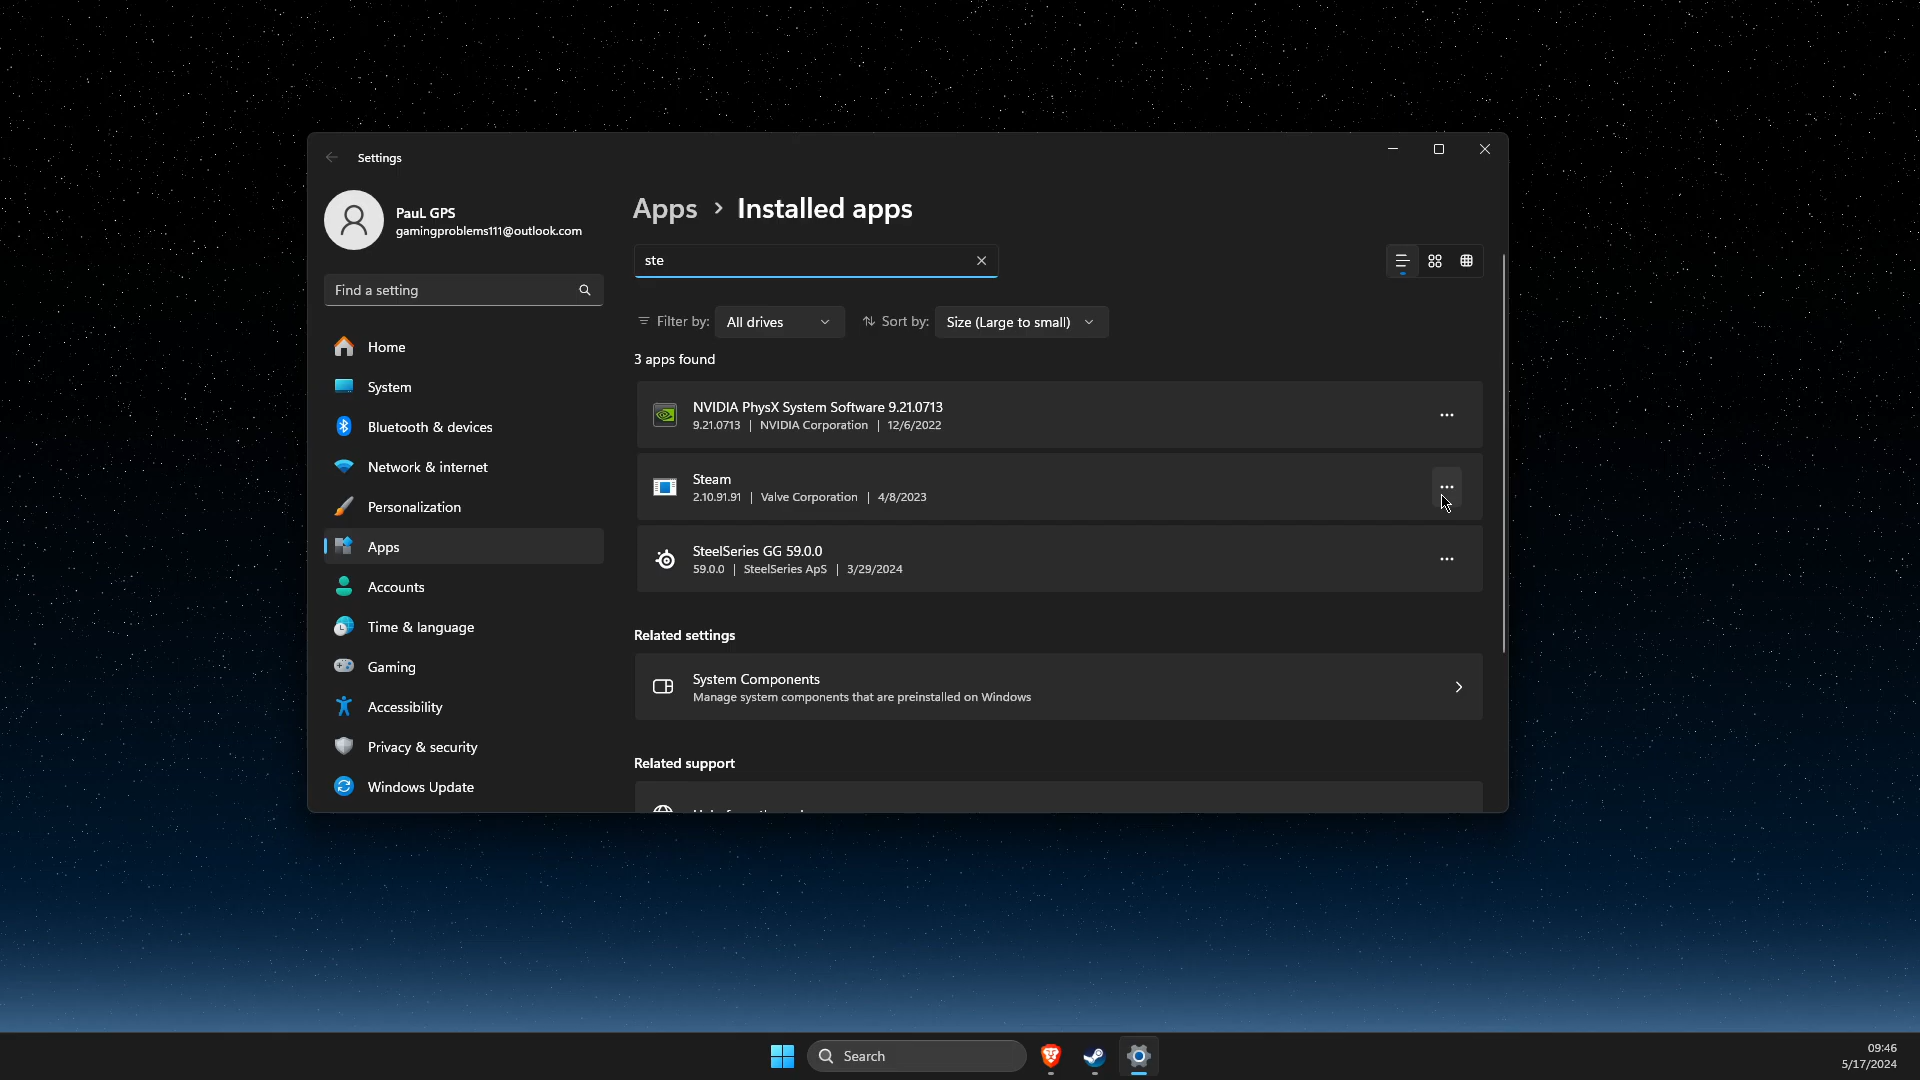 Settings
PauL GPS
gamingproblems111@outlook.com
Find a setting
Home
System
Bluetooth & devices
Network & internet
Personalization
Apps
Accounts
Time & language
Gaming
Accessibility
Privacy & security
Windows Update
Apps > Installed apps
ste
Filter by: All drives Sort by: Size (Large to small)
3 apps found
NVIDIA PhysX System Software 9.21.0713
9.21.0713 | NVIDIA Corporation | 12/6/2022
Steam
2.10.91.91 | Valve Corporation | 4/8/2023
SteelSeries GG 59.0.0
59.0.0 | SteelSeries ApS | 3/29/2024
Related settings
System Components
Manage system components that are preinstalled on Windows
Related support
Search
09:46
5/17/2024